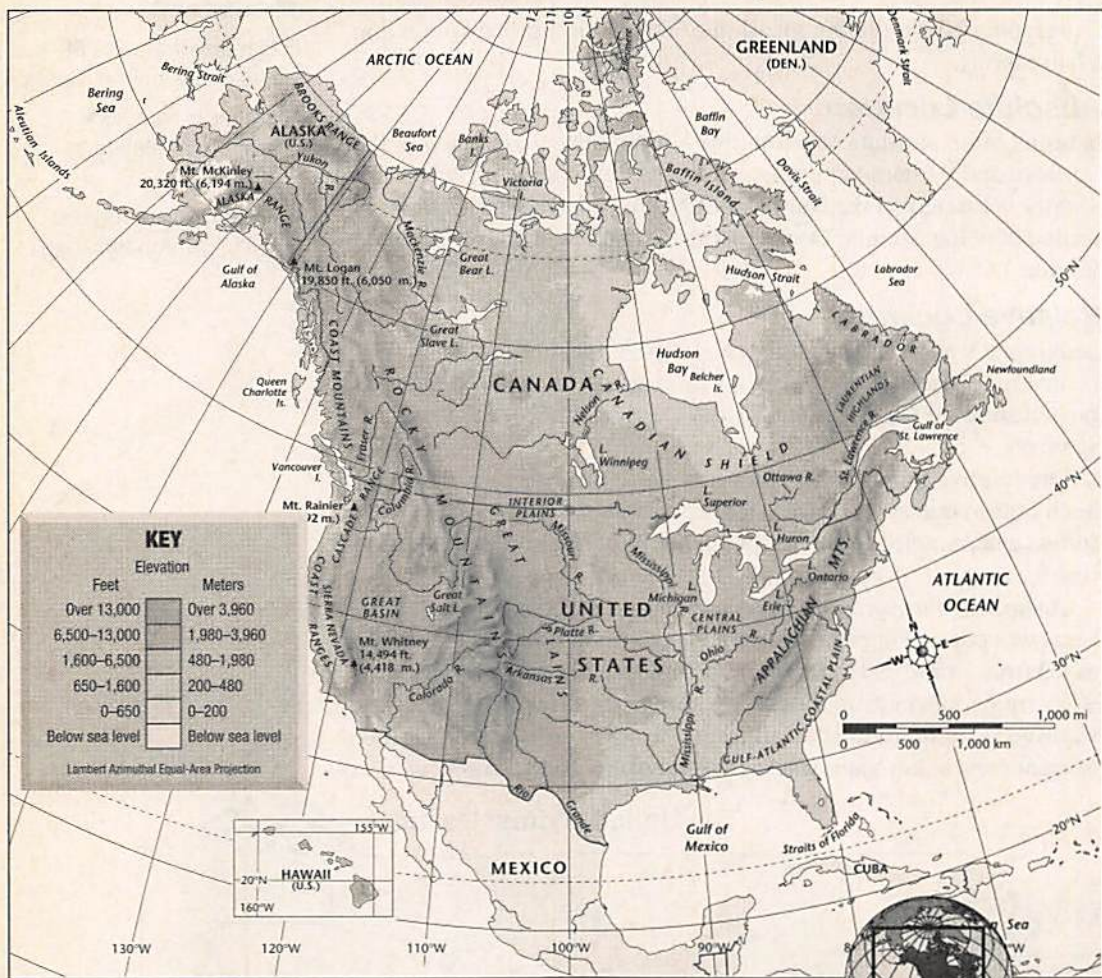 ARCTIC OCEAN
GREENLAND
(DEN.)
Denmark Strait
Bering Strait
Bering
Sea
Aleutian Islands
BROOKS RANGE
ALASKA
(U.S.)
Yukon
R.
Beaufort
Sea
Banks
I.
Victoria
I.
Ellesmere
Baffin
Bay
Baffin Island
Davis Strait
Mt. McKinley
20,320 ft. (6,194 m.)
ALASKA
RANGE
Mackenzie R.
Great
Bear L.
Gulf of
Alaska
Mt. Logan
19,850 ft. (6,050 m.)
Hudson Strait
Labrador
Sea
50°N
COAST MOUNTAINS
Great
Slave L.
Queen
Charlotte
Is.
ROCKY
MOUNTAINS
CANADA
Hudson
Bay
Belcher
Is.
LABRADOR
LAURENTIAN
HIGHLANDS
Newfoundland
CANADIAN SHIELD
Nelson
R.
L.
Winnipeg
Fraser R.
Vancouver
I.
Columbia R.
St. Lawrence R.
Gulf of
St. Lawrence
40°N
Ottawa R.
L.
Superior
INTERIOR
PLAINS
Mt. Rainier
92 m.)
CASCADE RANGE
GREAT
PLAINS
Missouri
R.
Mississippi
R.
L.
Huron
L.
Michigan
L.
Ontario
L.
Erie
APPALACHIAN MTS.
ATLANTIC
OCEAN
COAST RANGES
SIERRA NEVADA
GREAT
BASIN
Great
Salt L.
UNITED
STATES
Platte R.
CENTRAL
PLAINS
Ohio
R.
Mt. Whitney
14,494 ft.
(4,418 m.)
Colorado
R.
Arkansas
R.
Mississippi
R.
GULF-ATLANTIC COASTAL PLAIN
N
W
E
S
30°N
0 500 1,000 mi
0 500 1,000 km
KEY
Elevation
Feet Meters
Over 13,000 Over 3,960
6,500–13,000 1,980–3,960
1,600–6,500 480–1,980
650–1,600 200–480
0–650 0–200
Below sea level Below sea level
Lambert Azimuthal Equal-Area Projection
Rio
Grande
MEXICO
Gulf of
Mexico
Straits of Florida
CUBA
20°N
155°W
HAWAII
(U.S.)
20°N
160°W
Sea
130°W
120°W
110°W
100°W
90°W